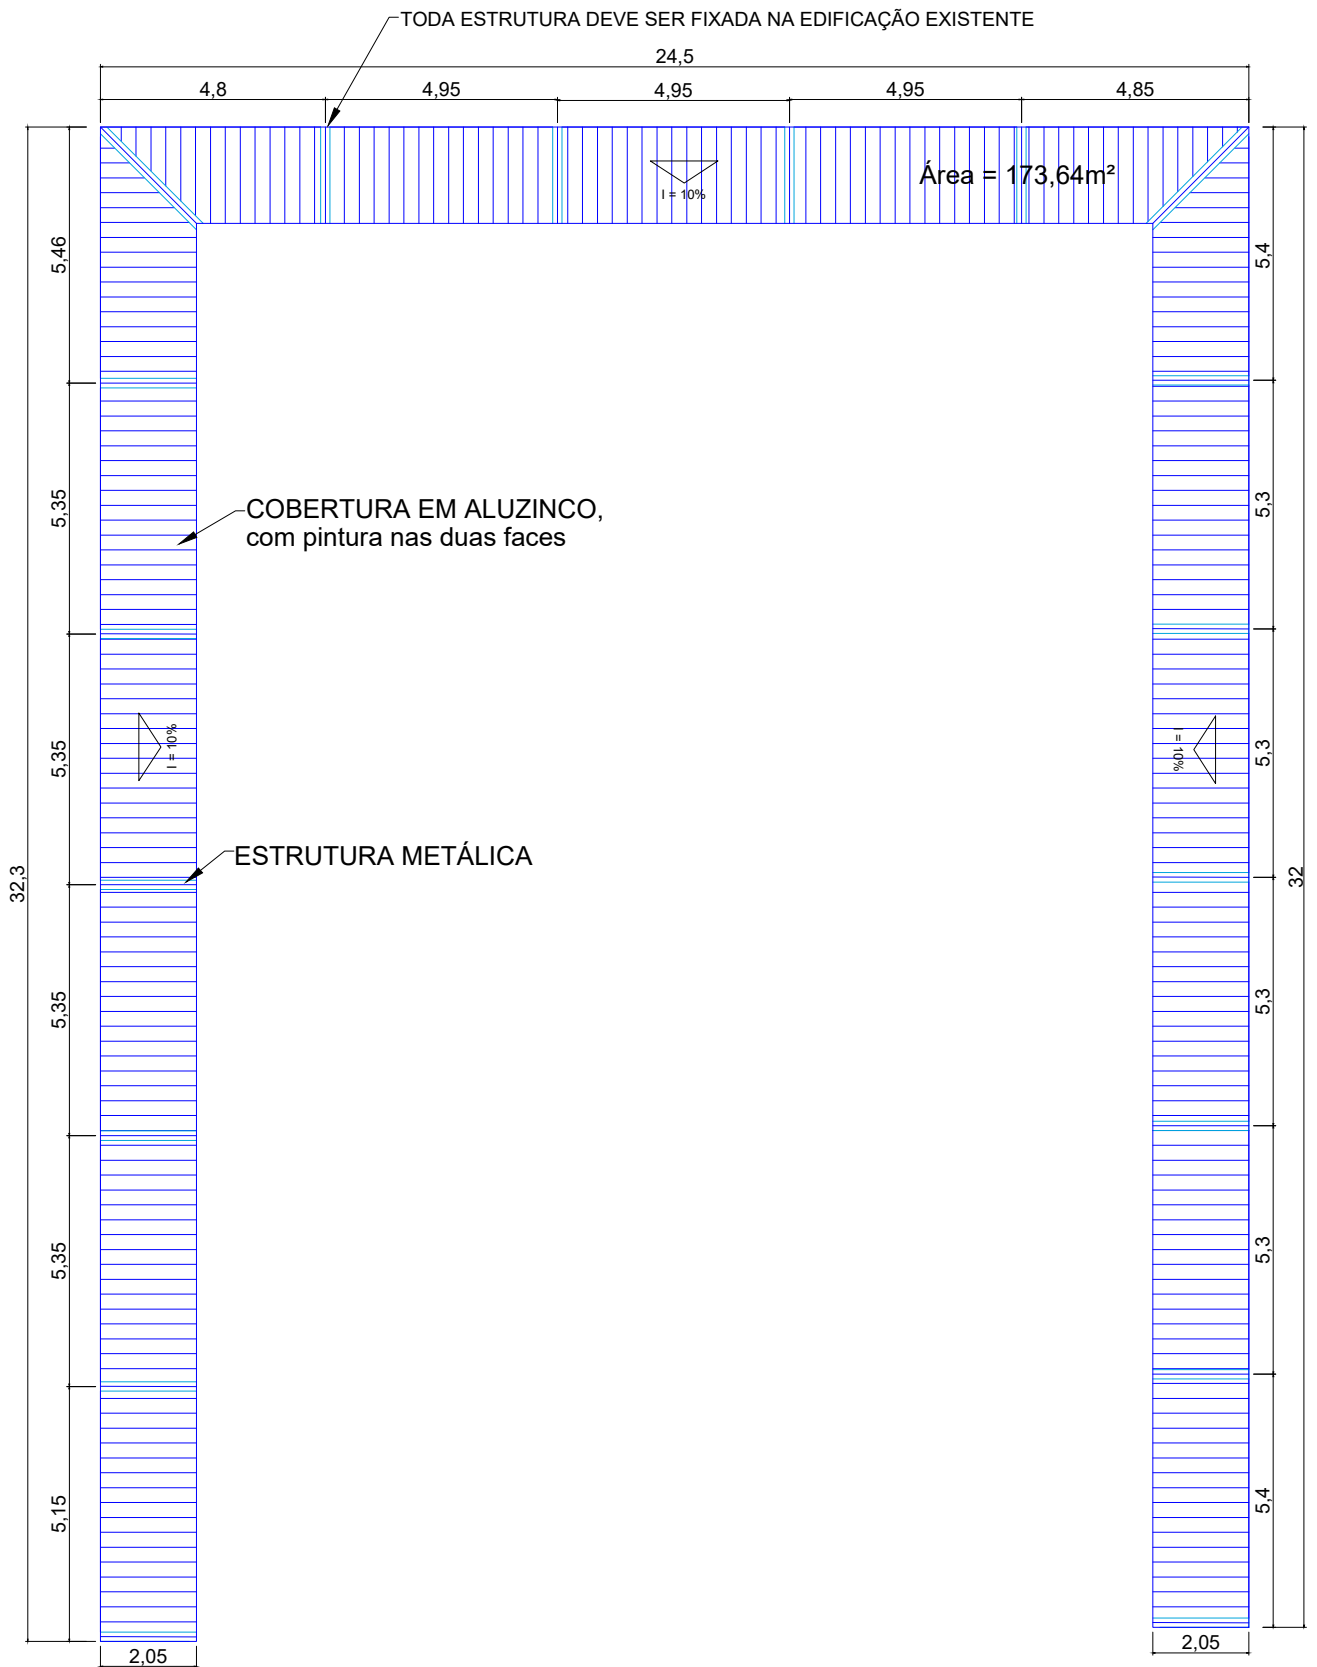 TODA ESTRUTURA DEVE SER FIXADA NA EDIFICAÇÃO EXISTENTE
24,5
4,8
4,95
4,95
4,95
4,85
I = 10%
Área = 173,64m²
5,46
5,35
5,35
5,35
5,35
5,15
32,3
COBERTURA EM ALUZINCO,
com pintura nas duas faces
I = 10%
ESTRUTURA METÁLICA
2,05
I = 10%
5,4
5,3
5,3
5,3
5,3
5,4
32
2,05